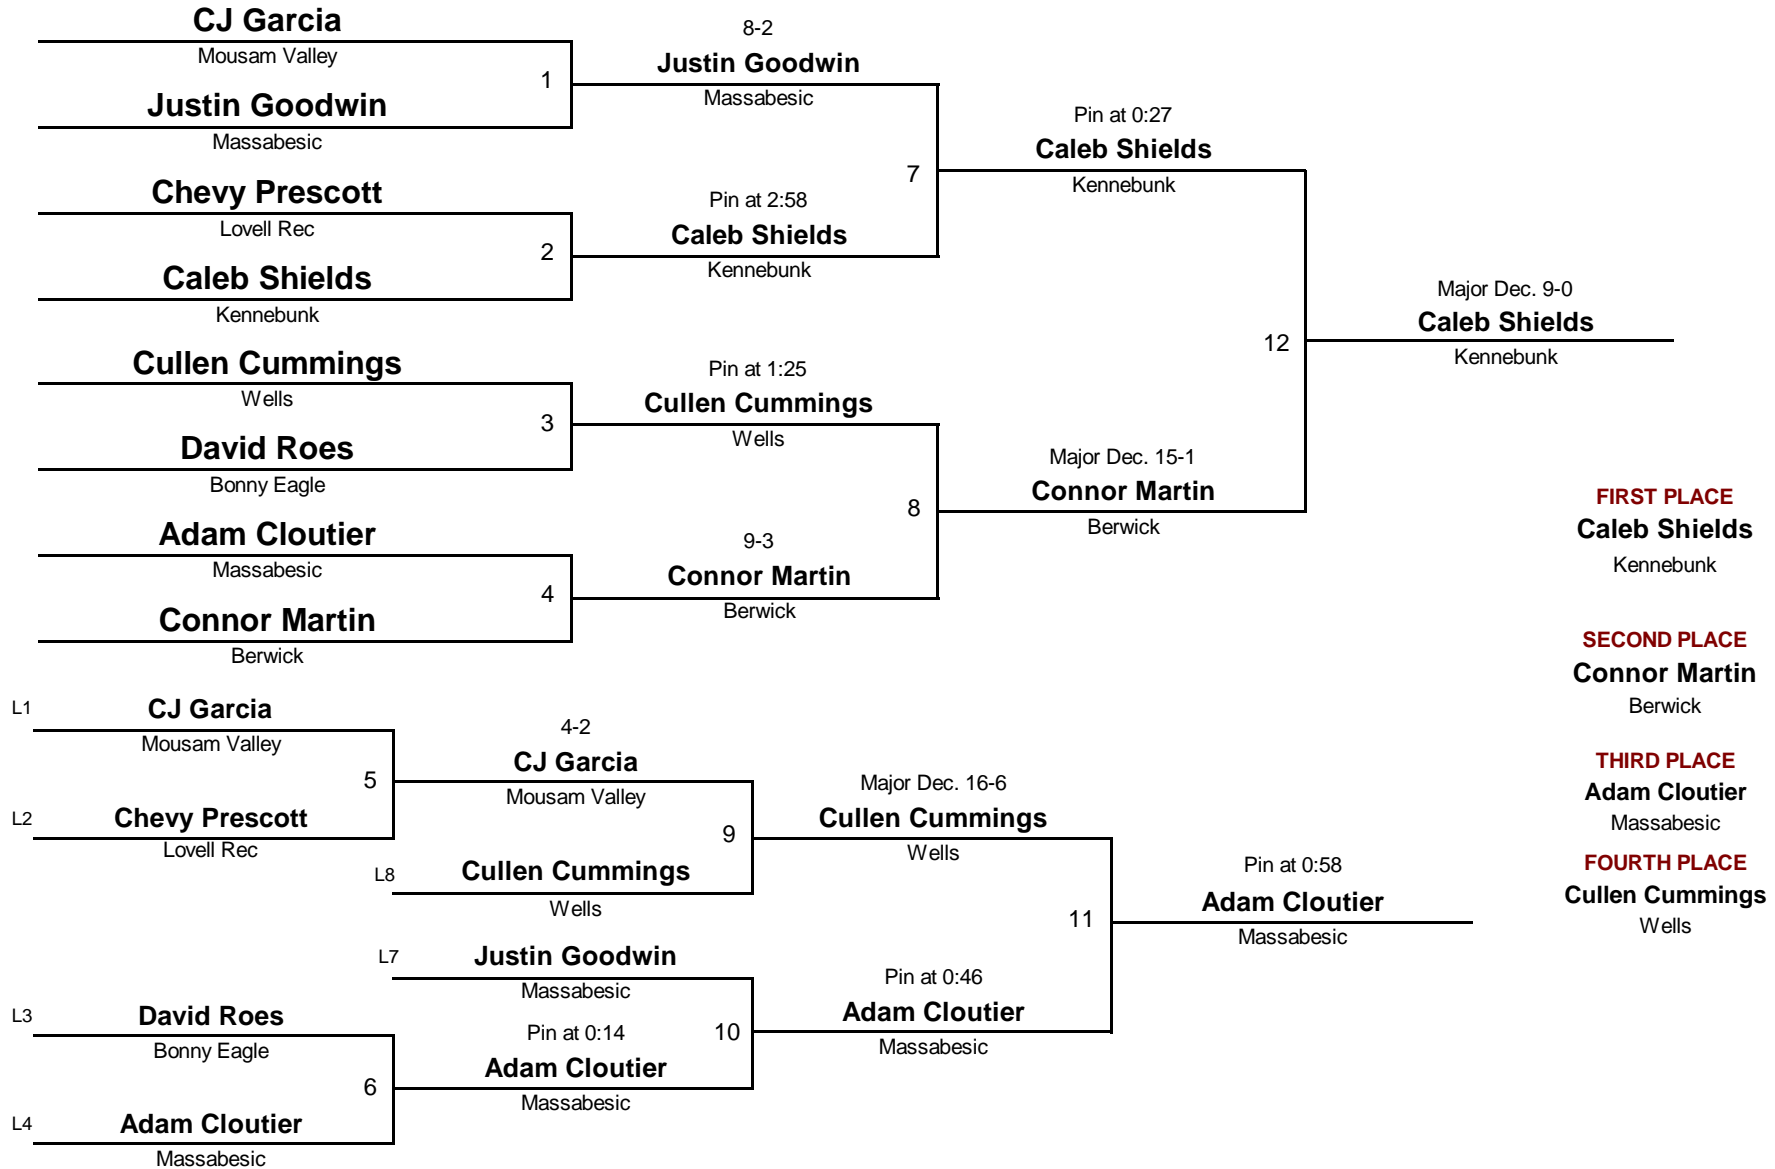 CJ Garcia
Mousam Valley
1
Justin Goodwin
Massabesic
8-2
Justin Goodwin
Massabesic
Chevy Prescott
Lovell Rec
2
Caleb Shields
Kennebunk
Pin at 2:58
Caleb Shields
Kennebunk
7
Pin at 0:27
Caleb Shields
Kennebunk
Cullen Cummings
Wells
3
David Roes
Bonny Eagle
Pin at 1:25
Cullen Cummings
Wells
Adam Cloutier
Massabesic
4
Connor Martin
Berwick
9-3
Connor Martin
Berwick
8
Major Dec. 15-1
Connor Martin
Berwick
12
Major Dec. 9-0
Caleb Shields
Kennebunk
FIRST PLACE
Caleb Shields
Kennebunk
SECOND PLACE
Connor Martin
Berwick
THIRD PLACE
Adam Cloutier
Massabesic
FOURTH PLACE
Cullen Cummings
Wells
L1
CJ Garcia
Mousam Valley
5
L2
Chevy Prescott
Lovell Rec
4-2
CJ Garcia
Mousam Valley
9
L8
Cullen Cummings
Wells
Major Dec. 16-6
Cullen Cummings
Wells
L7
Justin Goodwin
Massabesic
L3
David Roes
Bonny Eagle
6
L4
Adam Cloutier
Massabesic
Pin at 0:14
Adam Cloutier
Massabesic
10
Pin at 0:46
Adam Cloutier
Massabesic
11
Pin at 0:58
Adam Cloutier
Massabesic